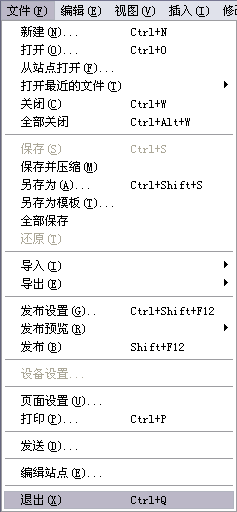 文件(F) 编辑(E) 视图(V) 插入(I)
新建(N)... Ctrl+N
打开(O)... Ctrl+O
从站点打开(F)...
打开最近的文件(T)
关闭(C) Ctrl+W
全部关闭 Ctrl+Alt+W
保存(S) Ctrl+S
保存并压缩(M)
另存为(A)... Ctrl+Shift+S
另存为模板(T)...
全部保存
还原(T)
导入(I)
导出(E)
发布设置(G).. Ctrl+Shift+F12
发布预览(R)
发布(B) Shift+F12
设备设置...
页面设置(U)...
打印(P)... Ctrl+P
发送(D)...
编辑站点(E)...
退出(X) Ctrl+Q